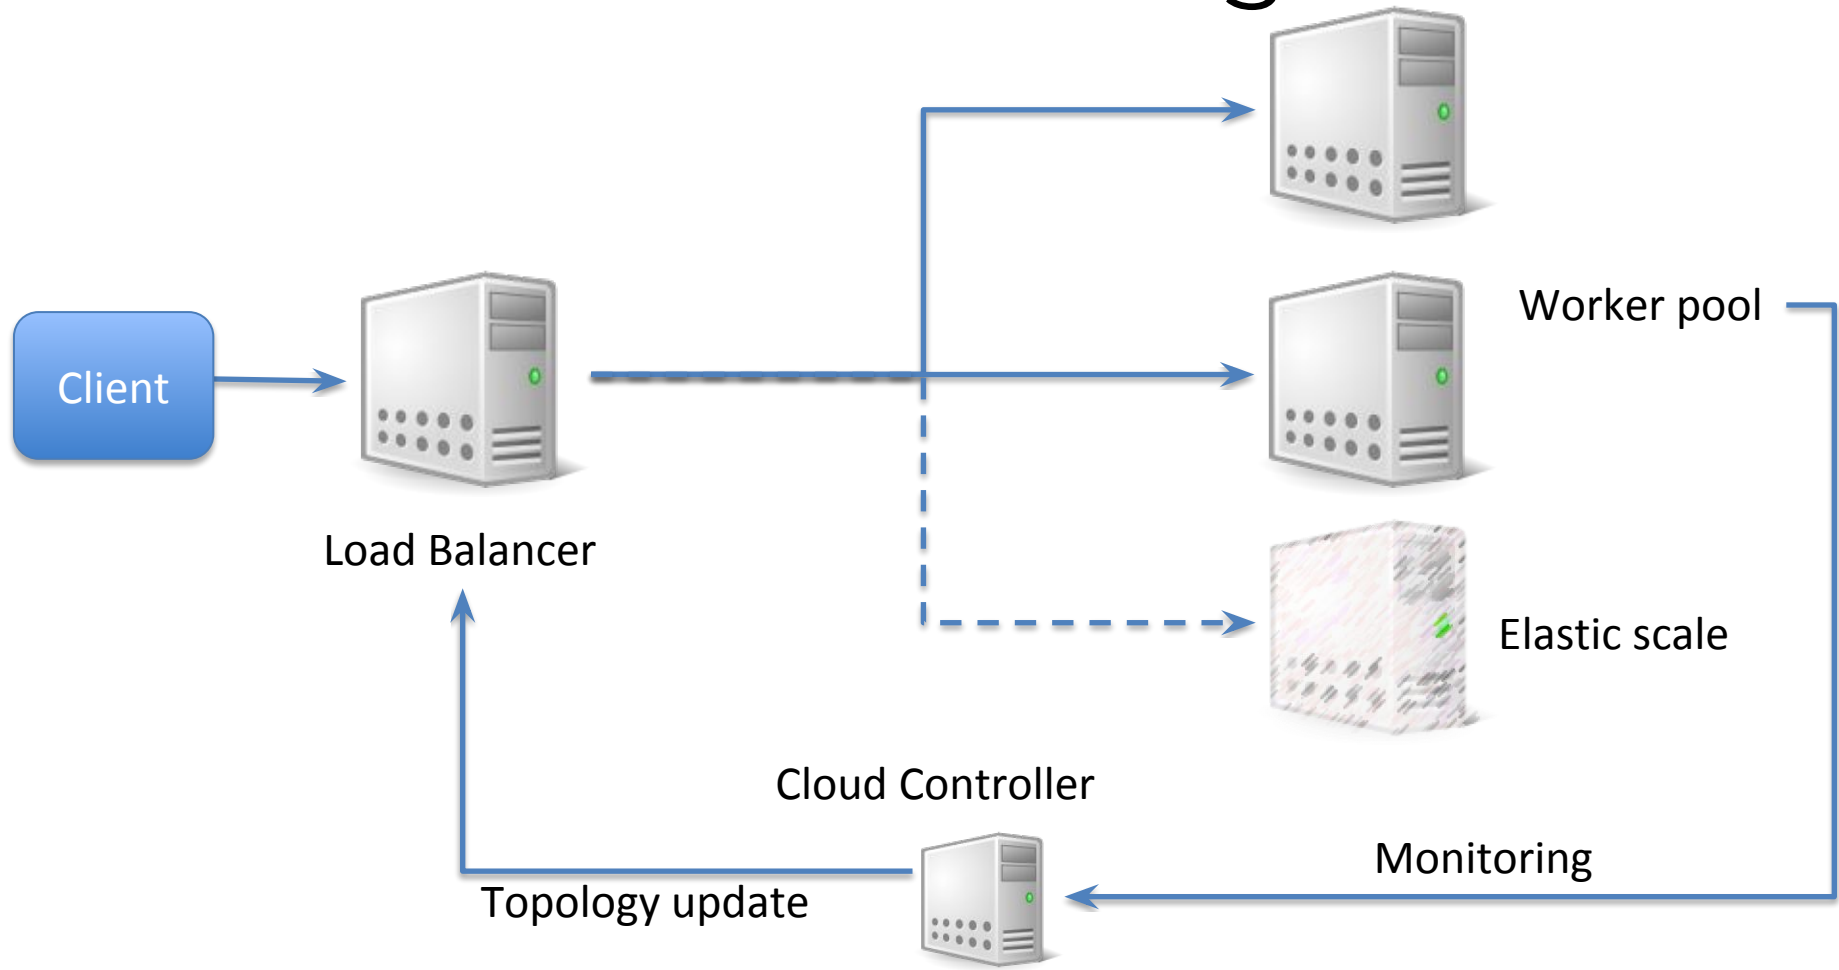 Worker pool
Client
Load Balancer
Elastic scale
Cloud Controller
Monitoring
Topology update